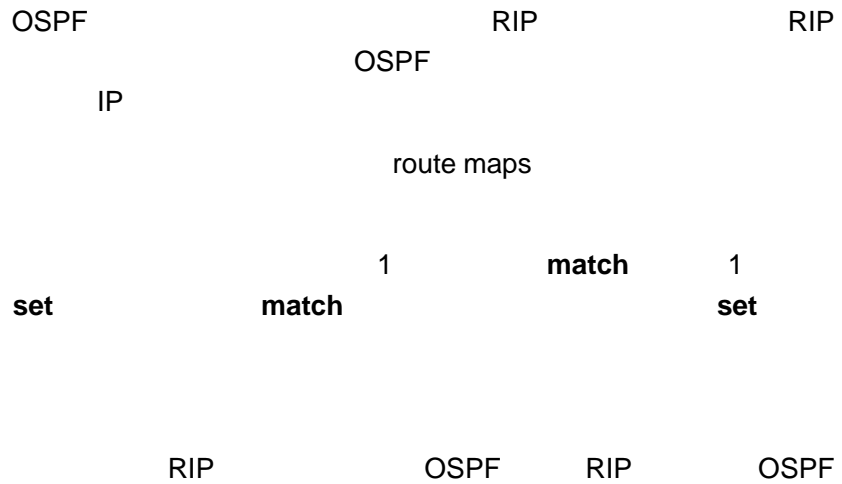 OSPF RIP RIP
OSPF
IP
route maps
1 match 1
set match set
RIP OSPF RIP OSPF